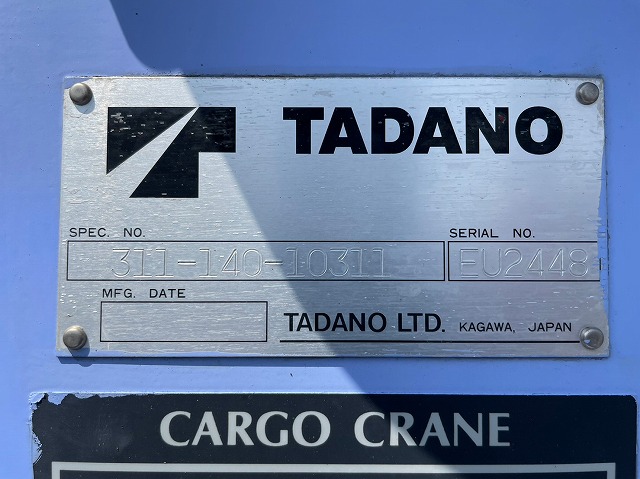 TADANO
SPEC. NO.
SERIAL NO.
311-140-10311
EU2448
MFG. DATE
TADANO LTD. KAGAWA, JAPAN
CARGO CRANE